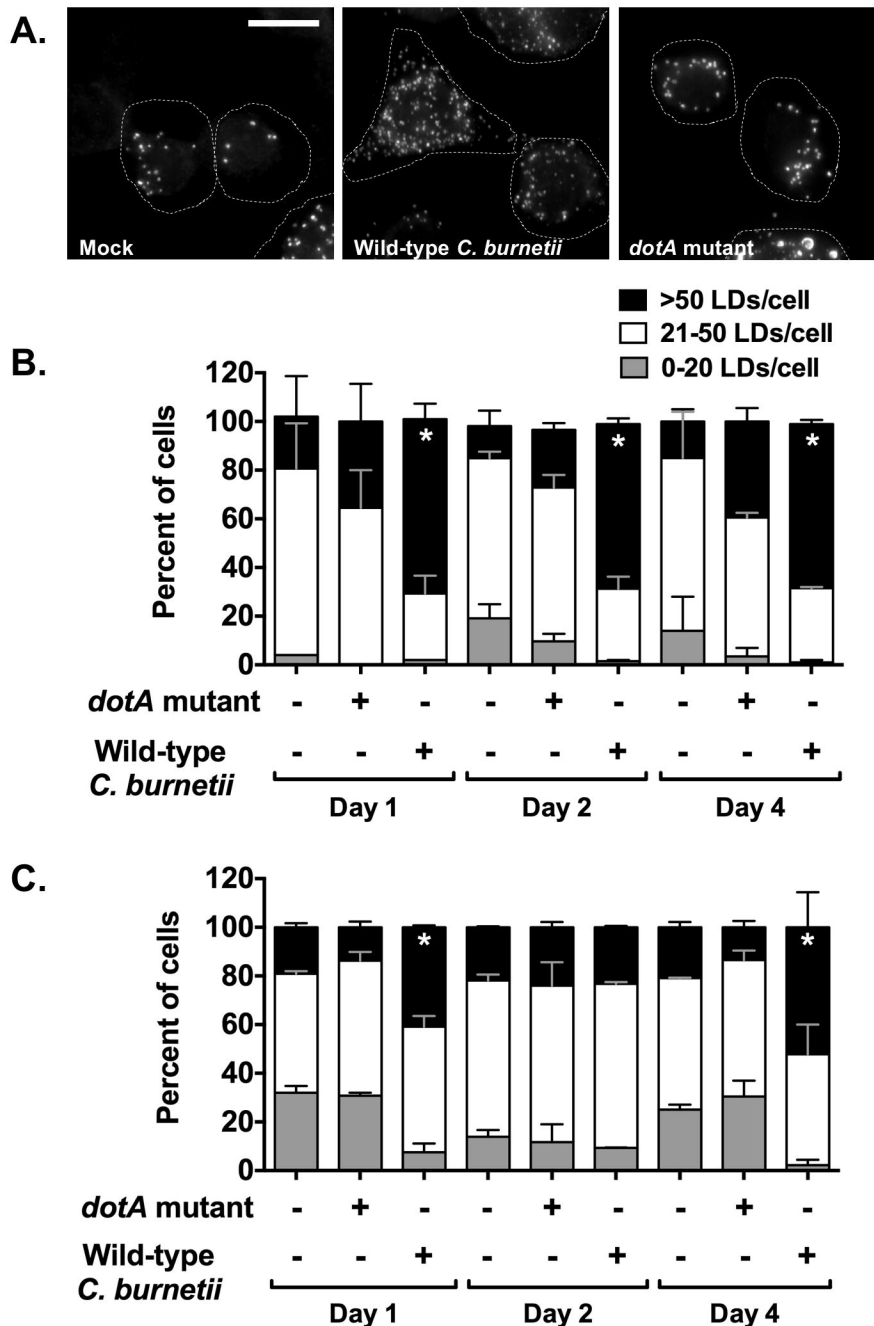 A.
Mock
Wild-type C. burnetii
dotA mutant
>50 LDs/cell
21-50 LDs/cell
0-20 LDs/cell
B.
Percent of cells
120
100
80
60
40
20
0
dotA mutant - + - - + - - + -
Wild-type - - + - - + - - +
C. burnetii
Day 1 Day 2 Day 4
* * *
C.
Percent of cells
120
100
80
60
40
20
0
dotA mutant - + - - + - - + -
Wild-type - - + - - + - - +
C. burnetii
Day 1 Day 2 Day 4
* *